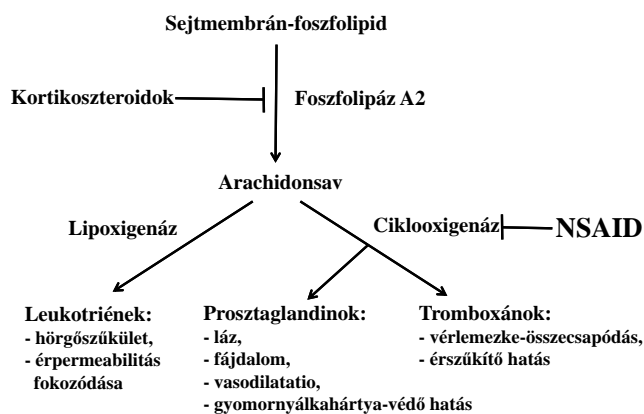 Sejtmembrán-foszfolipid
Kortikoszteroidok
Foszfolipáz A2
Arachidonsav
Lipoxigenáz
Ciklooxigenáz
NSAID
Leukotriének:
- hörgőszűkület,
- érpermeabilitás
fokozódása
Prosztaglandinok:
- láz,
- fájdalom,
- vasodilatatio,
- gyomornyálkahártya-védő hatás
Tromboxánok:
- vérlemezke-összecsapódás,
- érszűkítő hatás